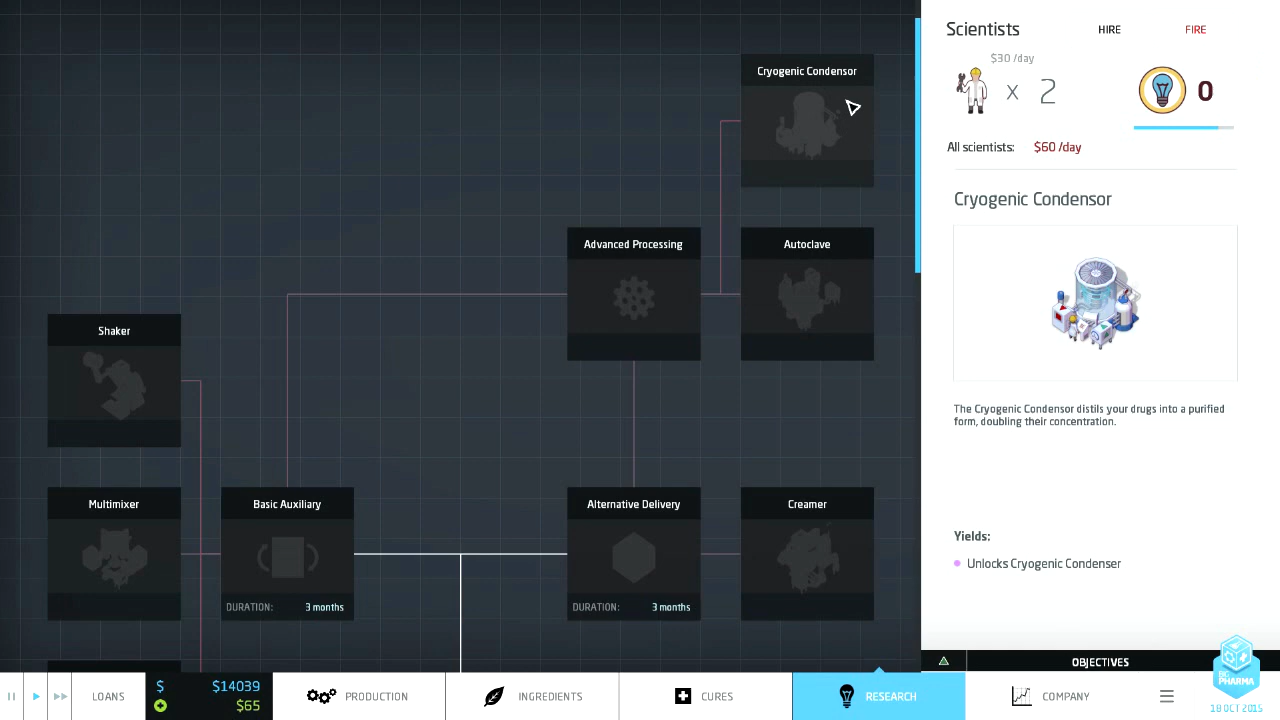 Scientists HIRE FIRE
$30 /day
X 2 0
All scientists: $60 /day
Cryogenic Condensor
Cryogenic Condensor
The Cryogenic Condensor distils your drugs into a purified
form, doubling their concentration.
Yields:
Unlocks Cryogenic Condenser
Advanced Processing
Autoclave
Shaker
Multimixer
Basic Auxiliary
DURATION: 3 months
Alternative Delivery
DURATION: 3 months
Creamer
OBJECTIVES
LOANS
$ $14039
$65
PRODUCTION
INGREDIENTS
CURES
RESEARCH
COMPANY
BIG
PHARMA
18 OCT 2015